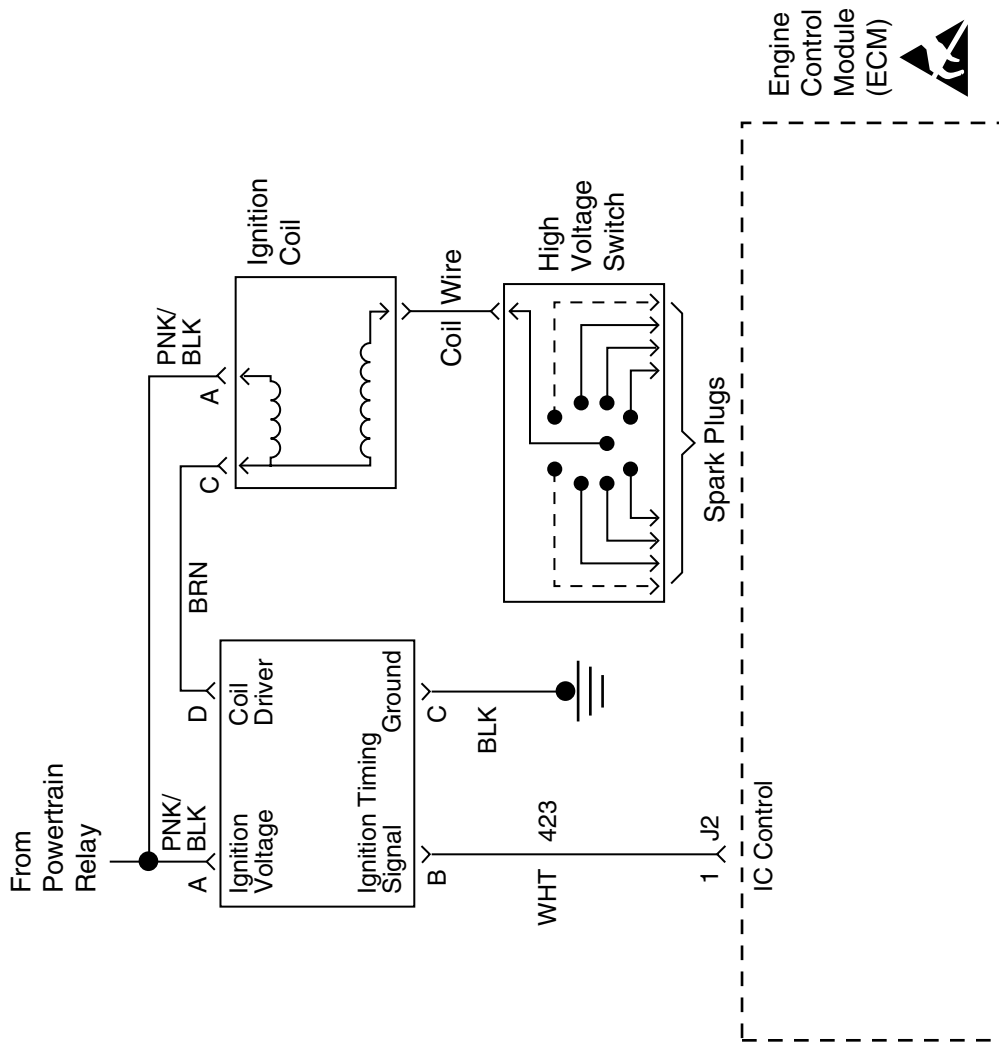 From
Powertrain
Relay
PNK/
BLK
A
Ignition
Voltage
D
Coil
Driver
BRN
Ignition Timing
Signal
Ground
B
C
WHT
423
BLK
1
J2
IC Control
PNK/
BLK
C
A
Ignition
Coil
Coil Wire
High
Voltage
Switch
Spark Plugs
Engine
Control
Module
(ECM)